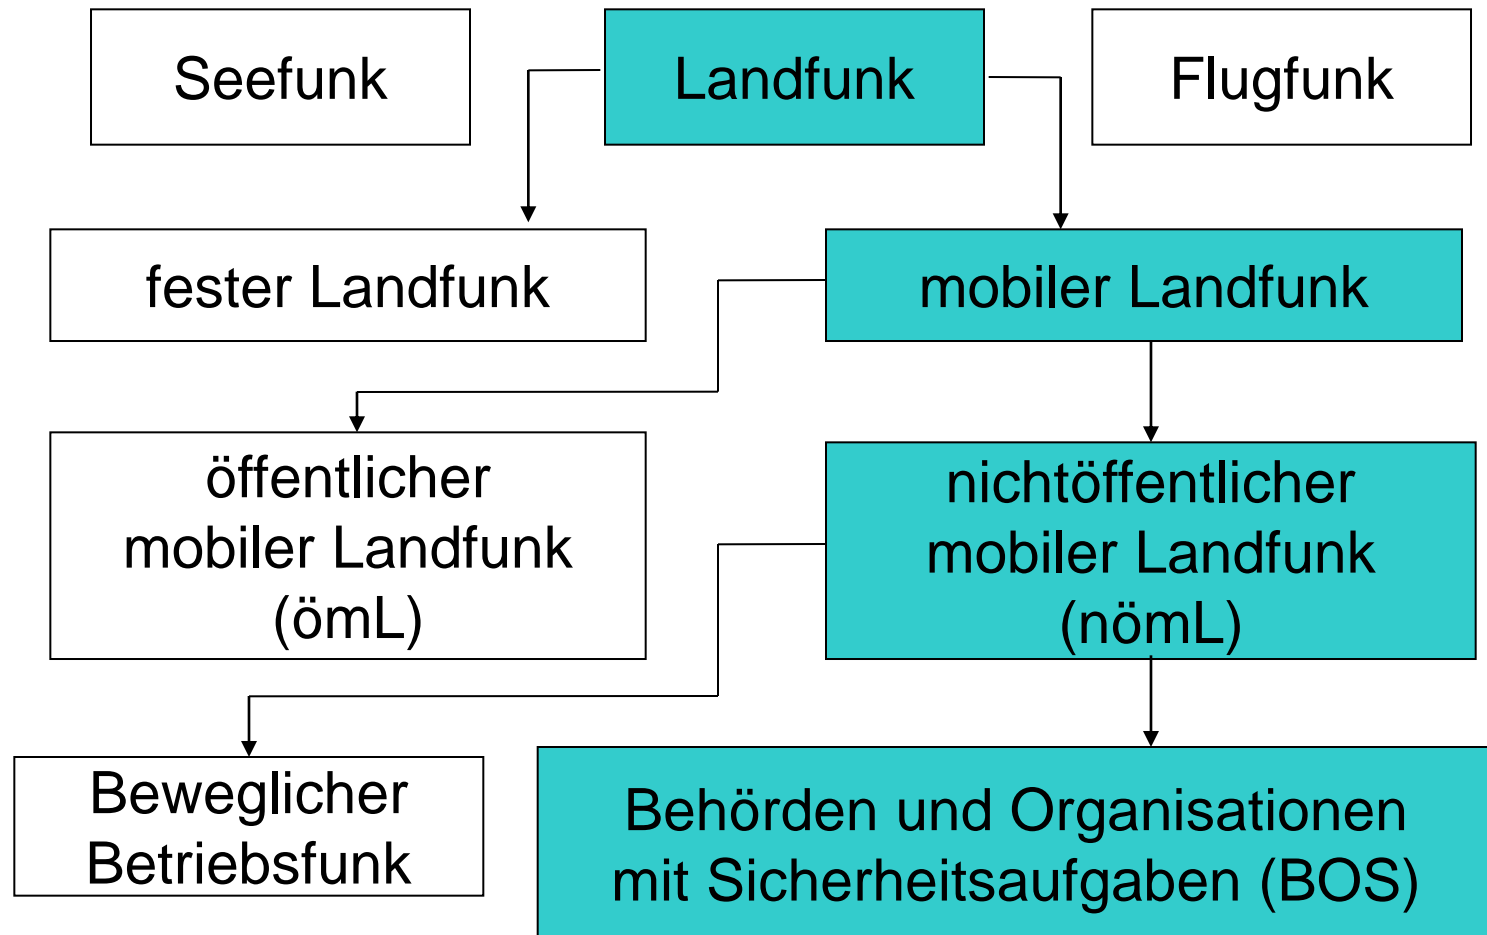 Seefunk
Landfunk
Flugfunk
fester Landfunk
mobiler Landfunk
öffentlicher
mobiler Landfunk
(ömL)
nichtöffentlicher
mobiler Landfunk
(nömL)
Beweglicher
Betriebsfunk
Behörden und Organisationen
mit Sicherheitsaufgaben (BOS)